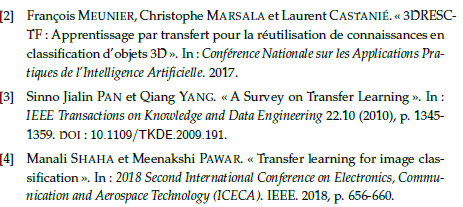 [2] François MEUNIER, Christophe MARSALA et Laurent CASTANIÉ. « 3DRESC-
TF : Apprentissage par transfert pour la réutilisation de connaissances en
classification d'objets 3D ». In : Conférence Nationale sur les Applications Pra-
tiques de l'Intelligence Artificielle. 2017.
[3] Sinno Jialin PAN et Qiang YANG. « A Survey on Transfer Learning ». In :
IEEE Transactions on Knowledge and Data Engineering 22.10 (2010), p. 1345-
1359. DOI : 10.1109/TKDE.2009.191.
[4] Manali SHAHA et Meenakshi PAWAR. « Transfer learning for image clas-
sification ». In : 2018 Second International Conference on Electronics, Commu-
nication and Aerospace Technology (ICECA). IEEE. 2018, p. 656-660.